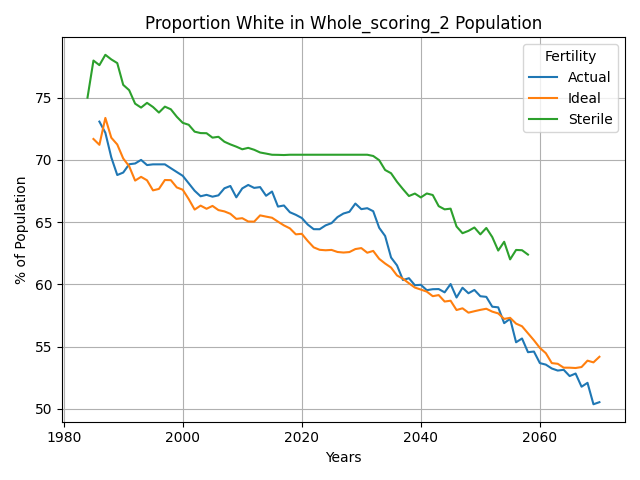 Proportion White in Whole_scoring_2 Population
Fertility
Actual
Ideal
Sterile
% of Population
75
70
65
60
55
50
1980
2000
2020
2040
2060
Years